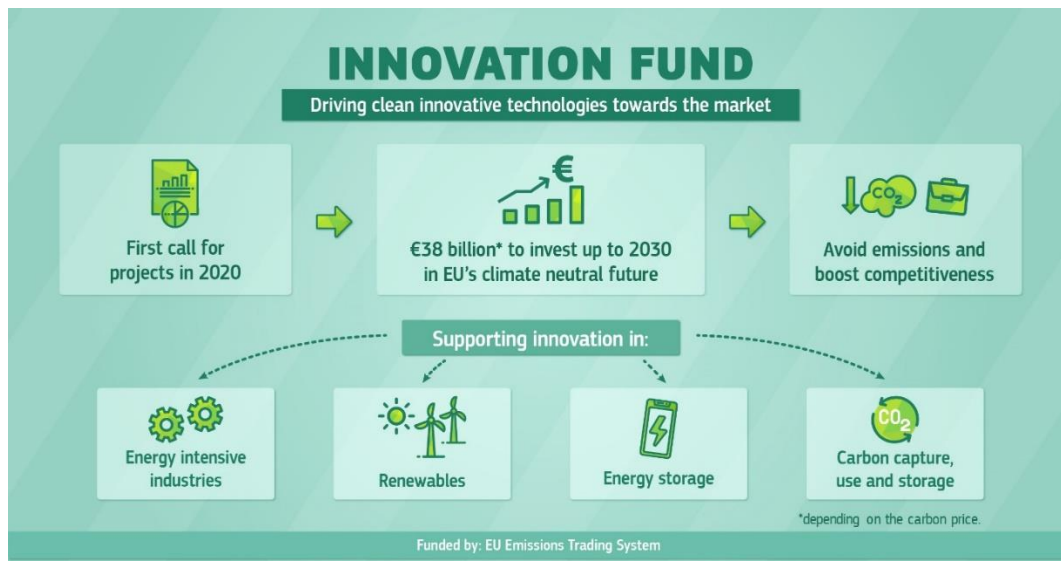 INNOVATION FUND
Driving clean innovative technologies towards the market
First call for
projects in 2020
€
€38 billion* to invest up to 2030
in EU's climate neutral future
CO₂
Avoid emissions and
boost competitiveness
Supporting innovation in:
Energy intensive
industries
Renewables
Energy storage
CO₂
Carbon capture,
use and storage
*depending on the carbon price.
Funded by: EU Emissions Trading System